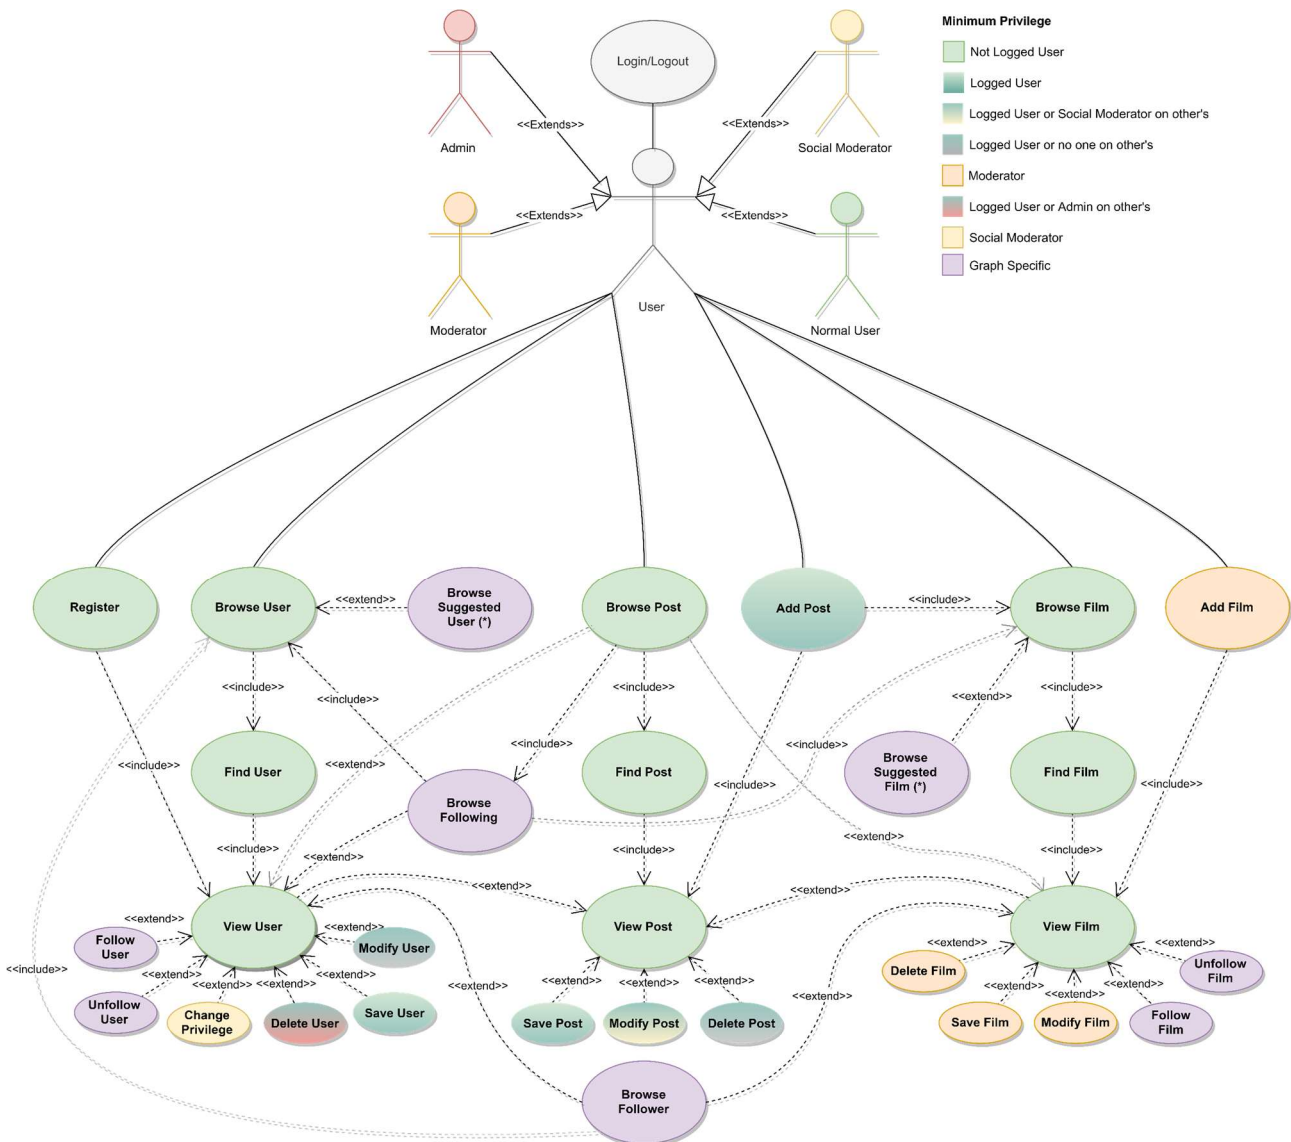 Minimum Privilege
Not Logged User
Logged User
Logged User or Social Moderator on other's
Logged User or no one on other's
Moderator
Logged User or Admin on other's
Social Moderator
Graph Specific
Login/Logout
<<Extends>>
<<Extends>>
Admin
Social Moderator
<<Extends>>
<<Extends>>
User
Moderator
Normal User
Register
Browse User
<<extend>>
Browse
Suggested
User (*)
Browse Post
Add Post
<<include>>
Browse Film
Add Film
<<include>>
<<include>>
<<include>>
<<extend>>
<<include>>
<<include>>
<<include>>
<<include>>
<<extend>>
<<include>>
Find User
Find Post
Browse
Suggested
Film (*)
Find Film
<<include>>
<<include>>
Browse
Following
<<extend>>
<<include>>
<<extend>>
<<include>>
<<include>>
<<extend>>
<<extend>>
View User
View Post
View Film
<<extend>>
<<extend>>
<<extend>>
<<extend>>
Follow
User
Modify User
Delete Film
Unfollow
Film
<<include>>
<<extend>>
<<extend>>
<<extend>>
<<extend>>
<<extend>>
<<extend>>
<<extend>>
<<extend>>
<<extend>>
<<extend>>
<<extend>>
<<extend>>
<<extend>>
Unfollow
User
Change
Privilege
Delete User
Save User
Save Post
Modify Post
Delete Post
Save Film
Modify Film
Follow
Film
Browse
Follower